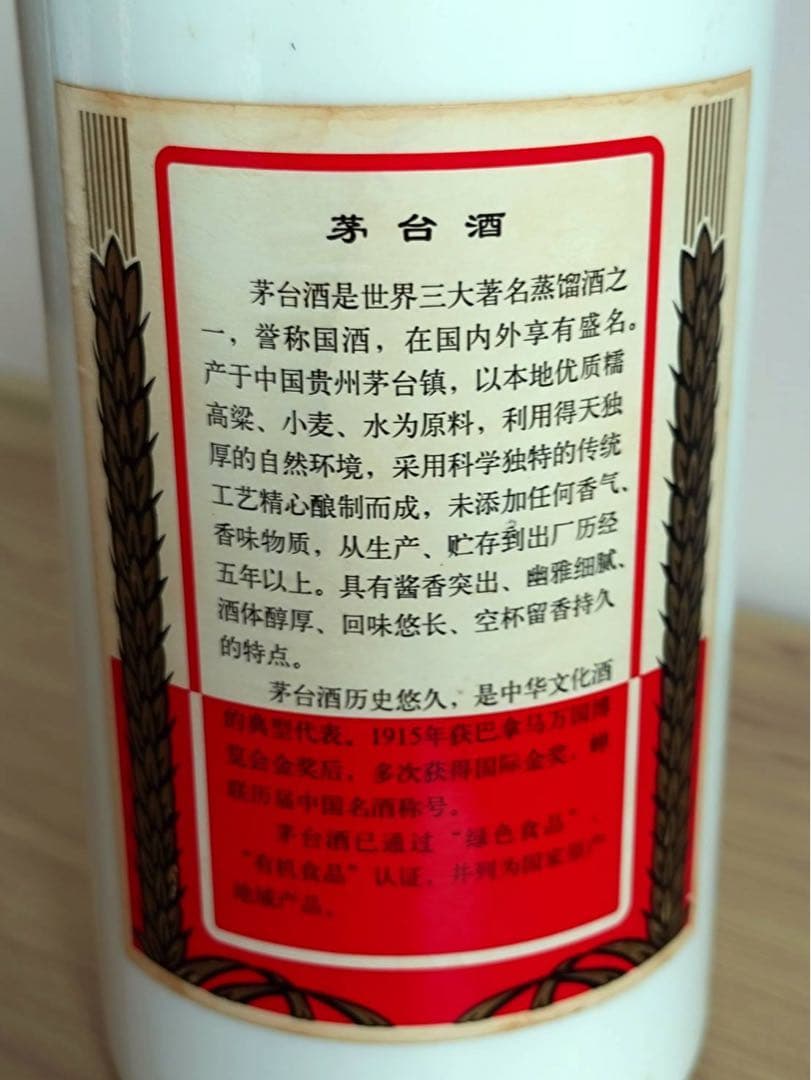 茅台酒
茅台酒是世界三大著名蒸馏酒之
一，誉称国酒，在国内外享有盛名。
产于中国贵州茅台镇，以本地优质糯
高粱、小麦、水为原料，利用得天独
厚的自然环境，采用科学独特的传统
工艺精心酿制而成，未添加任何香气、
香味物质，从生产、贮存到出厂历经
五年以上。具有酱香突出、幽雅细腻、
酒体醇厚、回味悠长、空杯留香持久
的特点。
茅台酒历史悠久，是中华文化酒
的典型代表。1915年获巴拿马万国博
览会金奖后，多次获得国际金奖，蝉
联历届中国名酒称号。
茅台酒已通过“绿色食品”、
“有机食品”认证，并列为国家原产
地域产品。